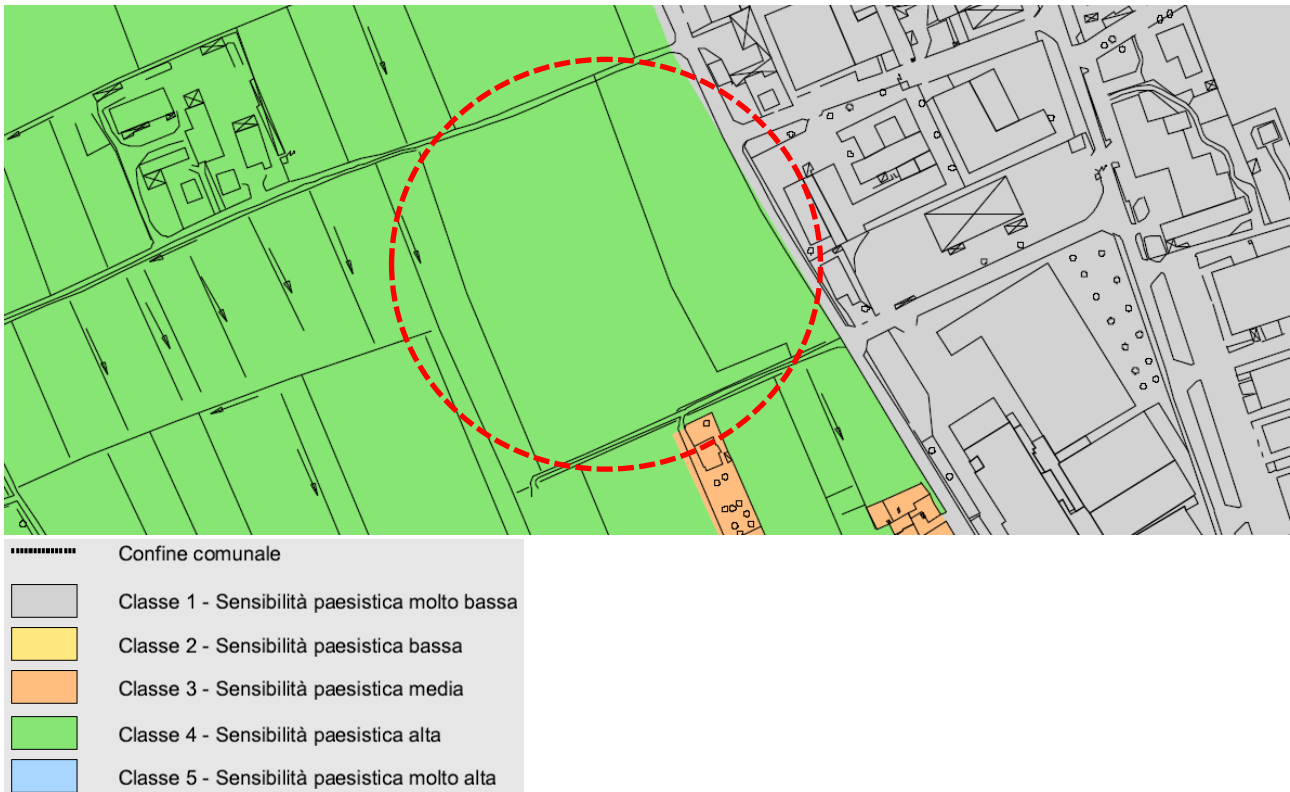 Confine comunale
Classe 1 - Sensibilità paesistica molto bassa
Classe 2 - Sensibilità paesistica bassa
Classe 3 - Sensibilità paesistica media
Classe 4 - Sensibilità paesistica alta
Classe 5 - Sensibilità paesistica molto alta